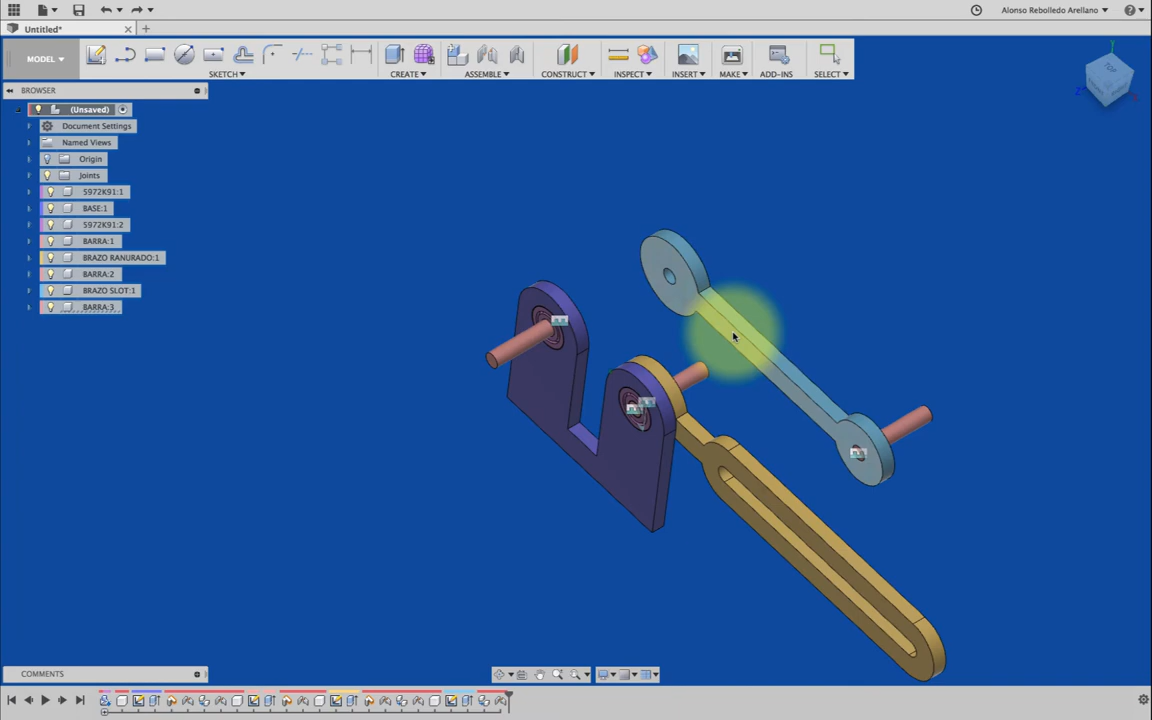 Alonso Rebolledo Arellano
Untitled*
MODEL
SKETCH
CREATE
ASSEMBLE
CONSTRUCT
INSPECT
INSERT
MAKE
ADD-INS
SELECT
BROWSER
(Unsaved)
Document Settings
Named Views
Origin
Joints
5972K91:1
BASE:1
5972K91:2
BARRA:1
BRAZO RANURADO:1
BARRA:2
BRAZO SLOT:1
BARRA:3
TOP
COMMENTS